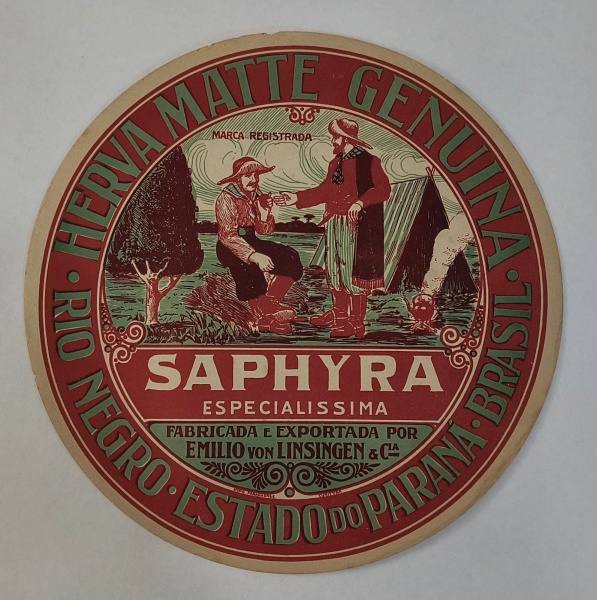 HERVA MATTE GENUINA
MARCA REGISTRADA
SAPHYRA
ESPECIALISSIMA
FABRICADA E EXPORTADA POR
EMILIO VON LINSINGEN & CIA
RIO NEGRO · ESTADO DO PARANÁ · BRASIL